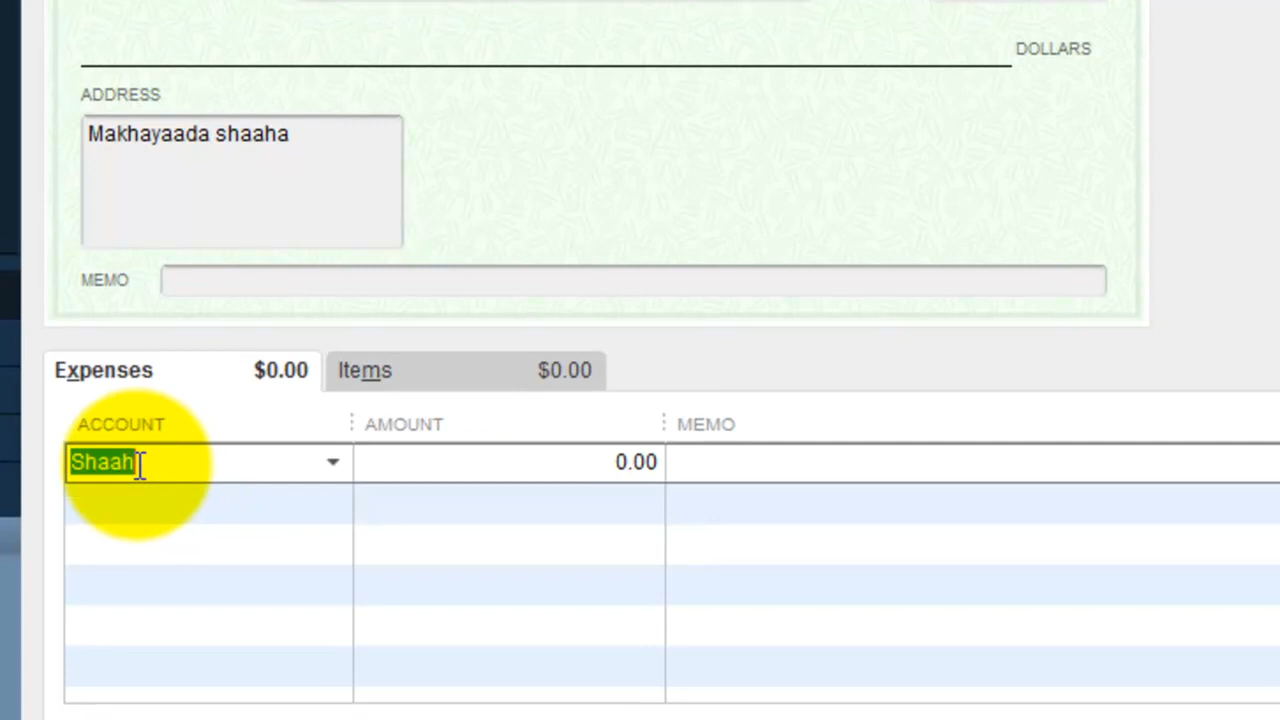 DOLLARS
ADDRESS
Makhayaada shaaha
MEMO
Expenses $0.00 Items $0.00
ACCOUNT AMOUNT MEMO
Shaah 0.00